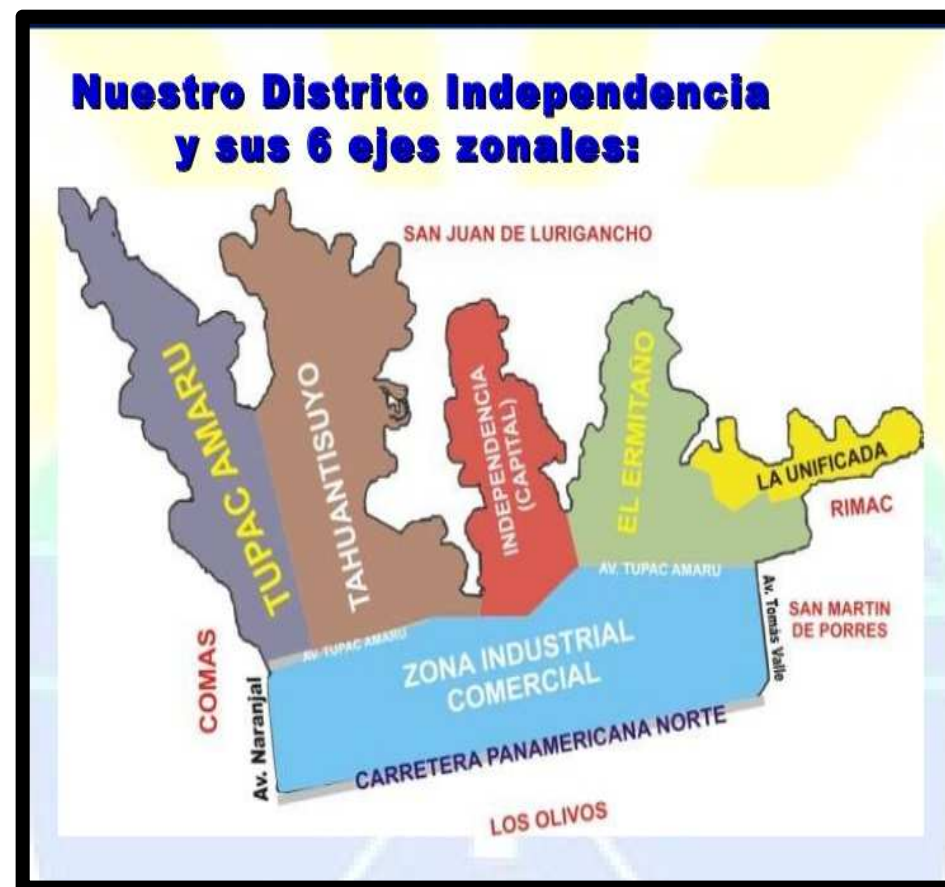 Nuestro Distrito Independencia
y sus 6 ejes zonales:
SAN JUAN DE LURIGANCHO
TUPAC AMARU
TAHUANTISUYO
INDEPENDENCIA
(CAPITAL)
EL ERMITAÑO
LA UNIFICADA
RIMAC
AV. TUPAC AMARU
Av. Tomás Valle
SAN MARTIN
DE PORRES
COMAS
AV. TUPAC AMARU
ZONA INDUSTRIAL
COMERCIAL
Av. Naranjal
CARRETERA PANAMERICANA NORTE
LOS OLIVOS